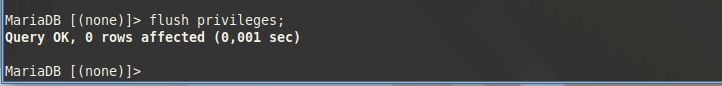 MariaDB [(none)]> flush privileges;
Query OK, 0 rows affected (0,001 sec)
MariaDB [(none)]>